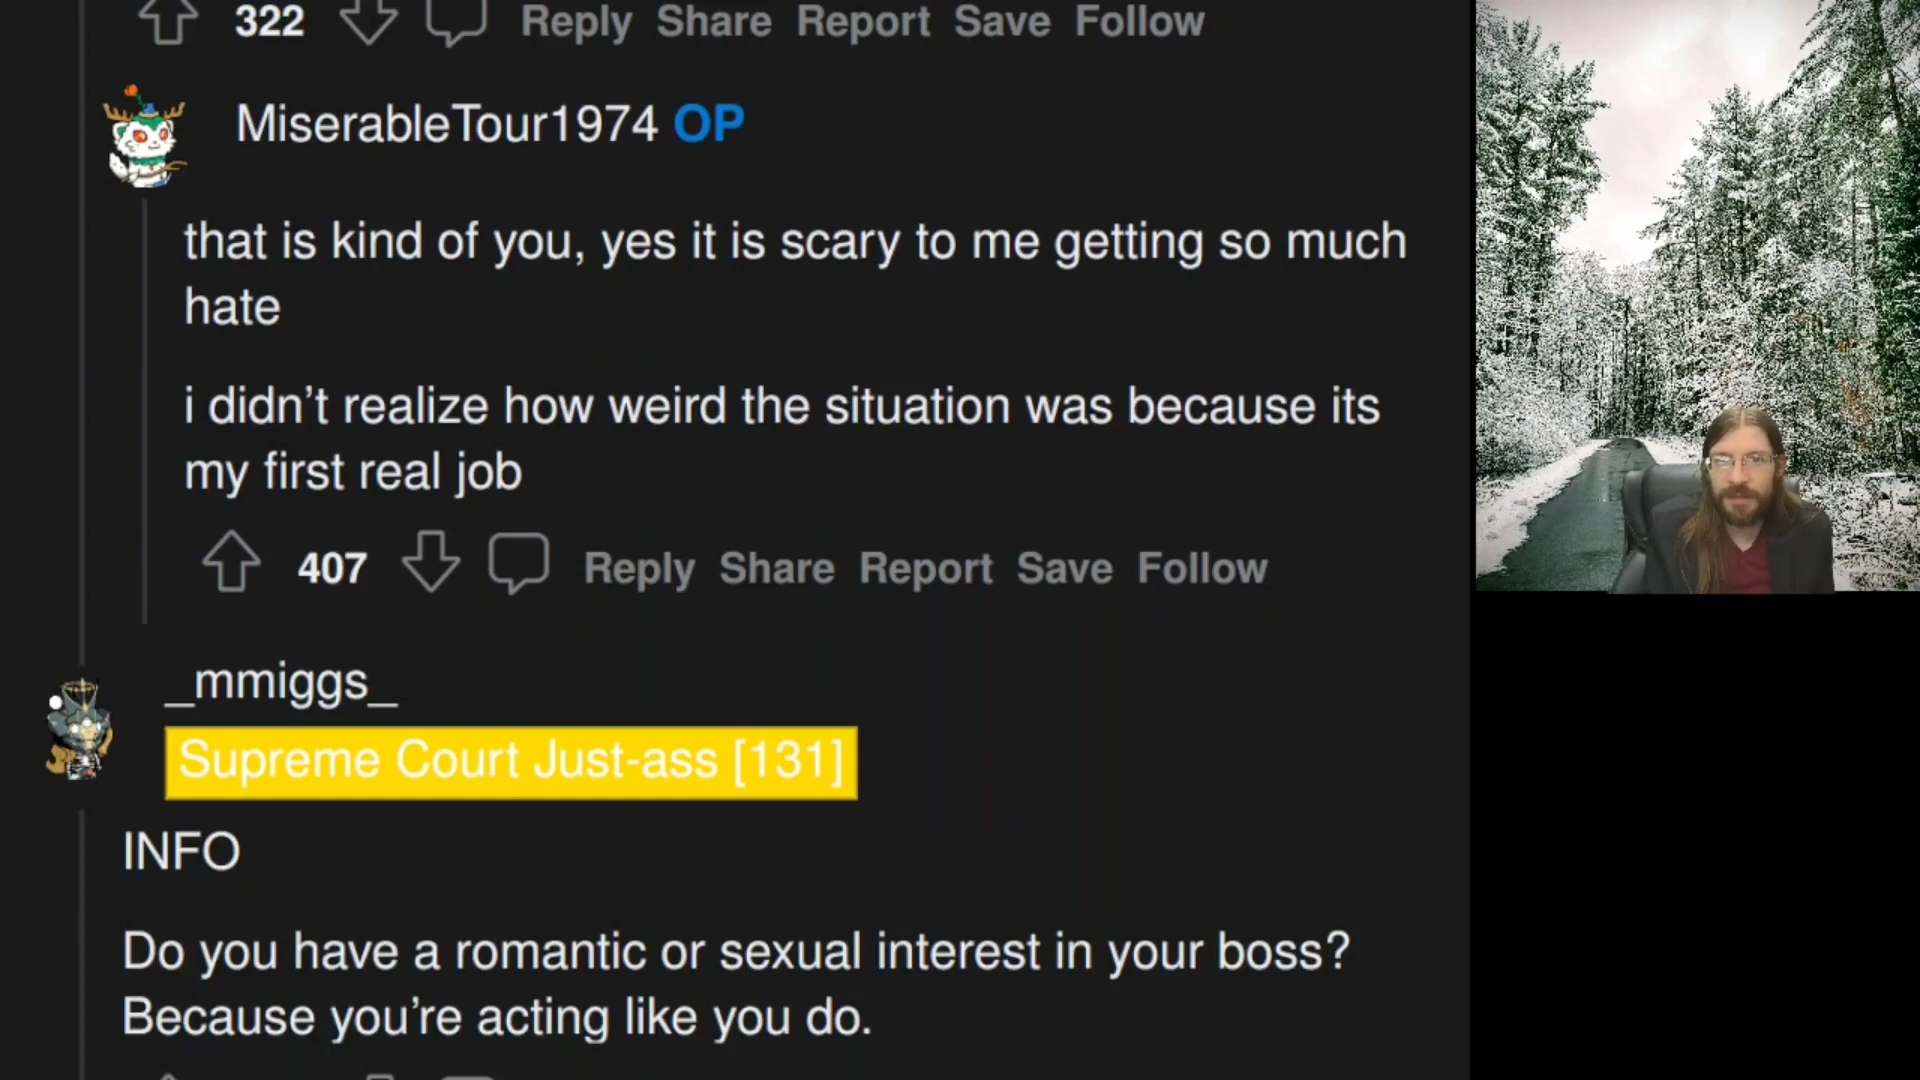 322 Reply Share Report Save Follow
MiserableTour1974 OP
that is kind of you, yes it is scary to me getting so much
hate
i didn’t realize how weird the situation was because its
my first real job
407 Reply Share Report Save Follow
_mmiggs_
Supreme Court Just-ass [131]
INFO
Do you have a romantic or sexual interest in your boss?
Because you’re acting like you do.